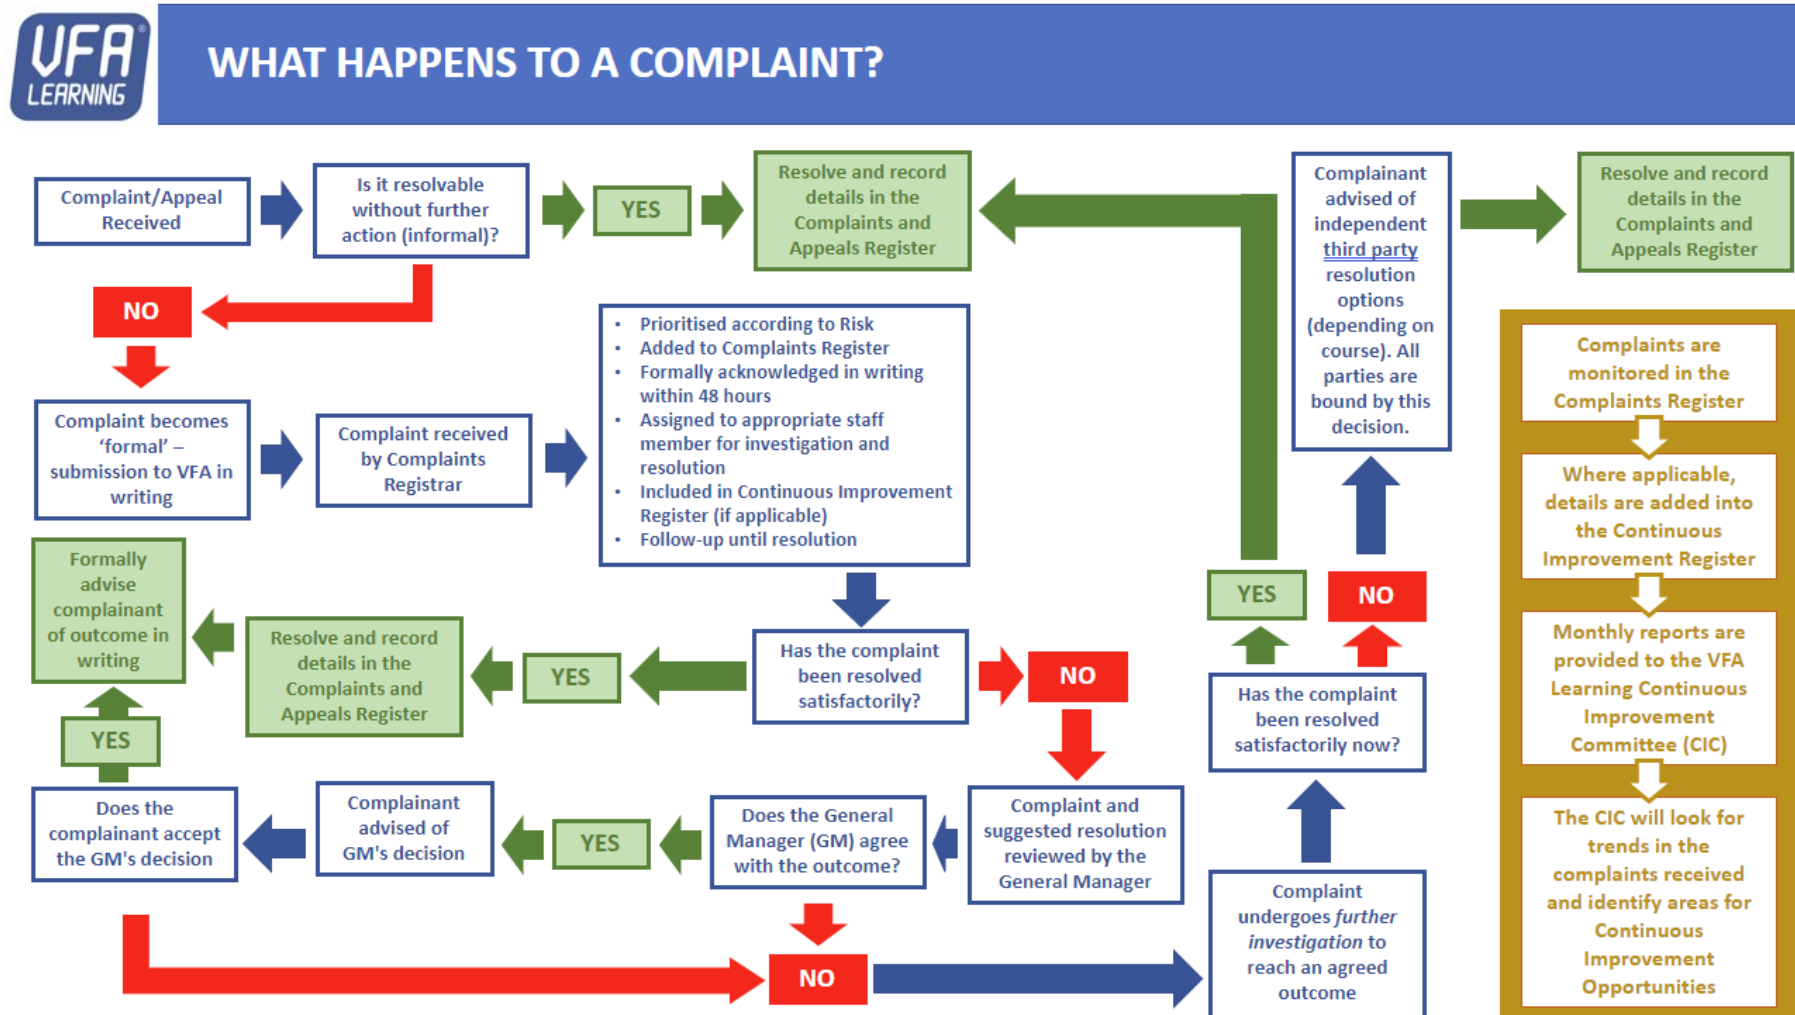 VFA®
LEARNING
WHAT HAPPENS TO A COMPLAINT?
Complaint/Appeal
Received
Is it resolvable
without further
action (informal)?
YES
Resolve and record
details in the
Complaints and
Appeals Register
NO
Complaint becomes
‘formal’ –
submission to VFA in
writing
Complaint received
by Complaints
Registrar
• Prioritised according to Risk
• Added to Complaints Register
• Formally acknowledged in writing
within 48 hours
• Assigned to appropriate staff
member for investigation and
resolution
• Included in Continuous Improvement
Register (if applicable)
• Follow-up until resolution
Has the complaint
been resolved
satisfactorily?
YES
Resolve and record
details in the
Complaints and
Appeals Register
Formally
advise
complainant
of outcome in
writing
NO
Complaint and
suggested resolution
reviewed by the
General Manager
Does the General
Manager (GM) agree
with the outcome?
YES
Complainant
advised of
GM's decision
Does the
complainant accept
the GM's decision
YES
NO
Complaint
undergoes further
investigation to
reach an agreed
outcome
Has the complaint
been resolved
satisfactorily now?
YES
NO
Complainant
advised of
independent
third party
resolution
options
(depending on
course). All
parties are
bound by this
decision.
Resolve and record
details in the
Complaints and
Appeals Register
Complaints are
monitored in the
Complaints Register
Where applicable,
details are added into
the Continuous
Improvement Register
Monthly reports are
provided to the VFA
Learning Continuous
Improvement
Committee (CIC)
The CIC will look for
trends in the
complaints received
and identify areas for
Continuous
Improvement
Opportunities